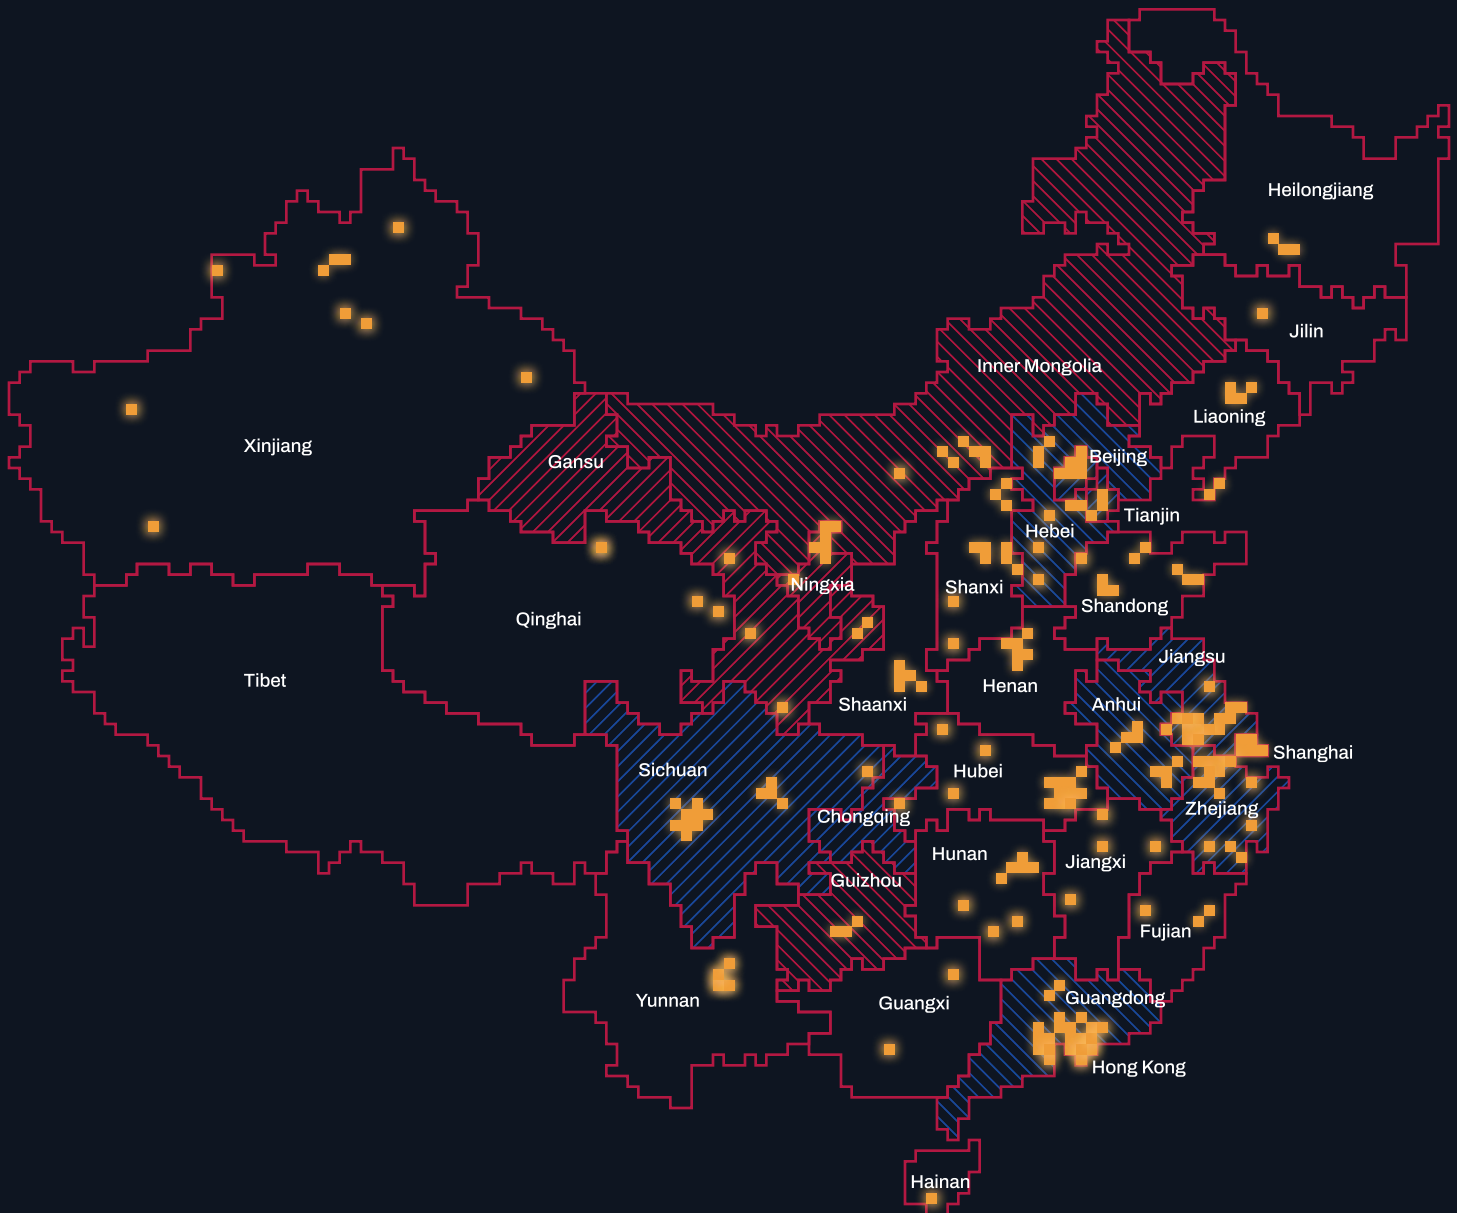 Heilongjiang
Jilin
Inner Mongolia
Liaoning
Xinjiang
Gansu
Beijing
Tianjin
Hebei
Ningxia
Shanxi
Shandong
Qinghai
Jiangsu
Tibet
Henan
Shaanxi
Anhui
Shanghai
Sichuan
Hubei
Zhejiang
Chongqing
Hunan
Jiangxi
Guizhou
Fujian
Yunnan
Guangxi
Guangdong
Hong Kong
Hainan